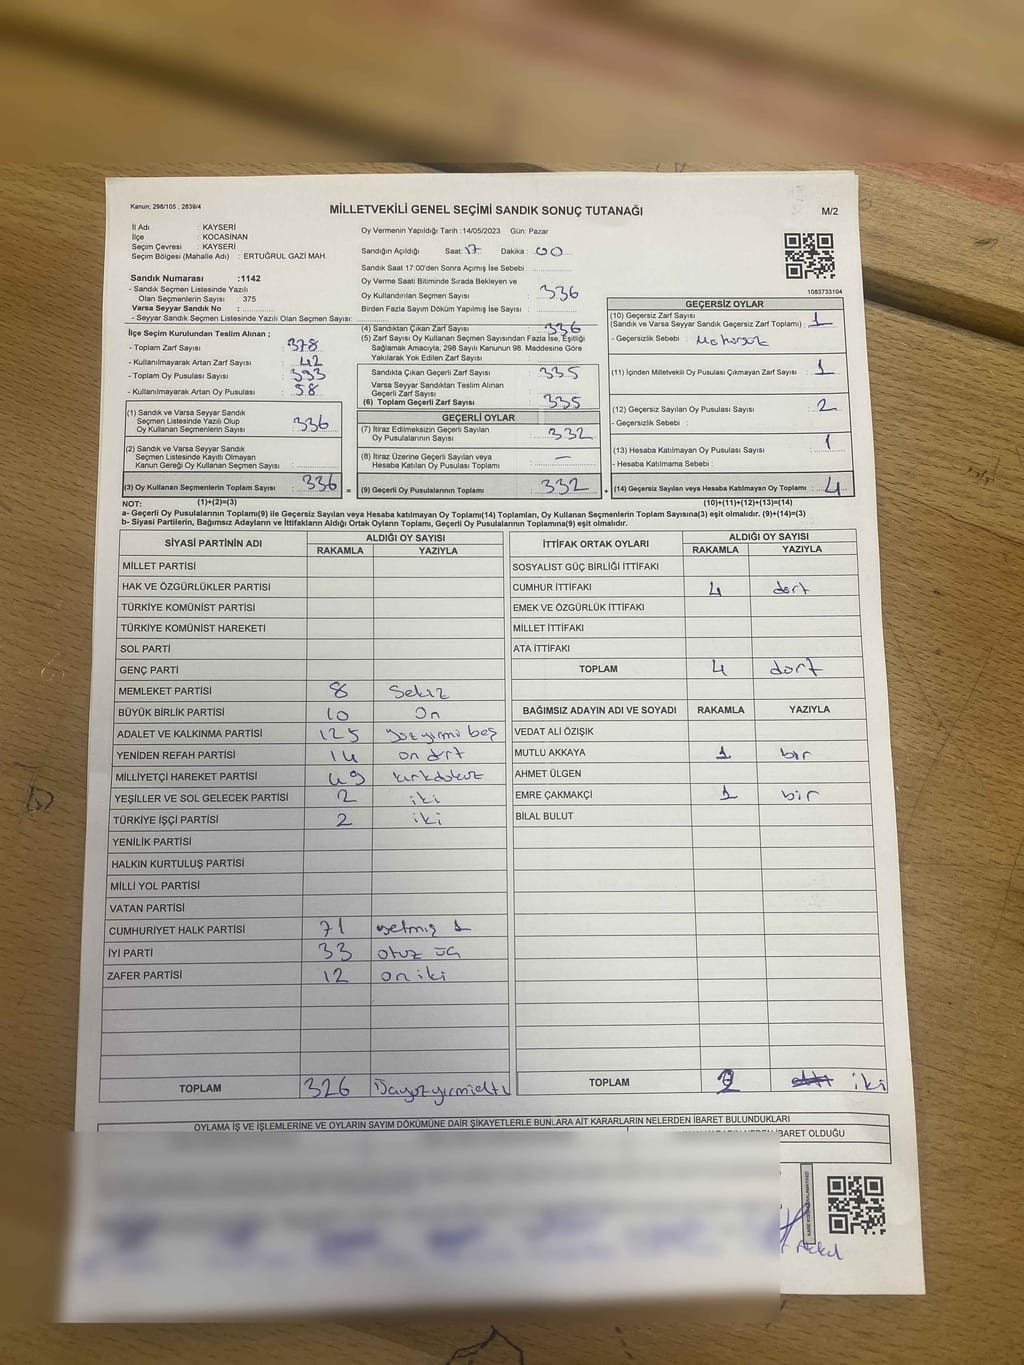 Kanun; 298/105 , 2839/4
MİLLETVEKİLİ GENEL SEÇİMİ SANDIK SONUÇ TUTANAĞI
M/2
İl Adı : KAYSERİ
İlçe : KOCASİNAN
Seçim Çevresi : KAYSERİ
Seçim Bölgesi (Mahalle Adı) : ERTUĞRUL GAZİ MAH.
Sandık Numarası :1142
- Sandık Seçmen Listesinde Yazılı
Olan Seçmenlerin Sayısı : 375
Varsa Seyyar Sandık No :
- Seyyar Sandık Seçmen Listesinde Yazılı Olan Seçmen Sayısı:
İlçe Seçim Kurulundan Teslim Alınan ;
- Toplam Zarf Sayısı : 378
- Kullanılmayarak Artan Zarf Sayısı : 42
- Toplam Oy Pusulası Sayısı : 393
- Kullanılmayarak Artan Oy Pusulası : 58
(1) Sandık ve Varsa Seyyar Sandık
Seçmen Listesinde Yazılı Olup
Oy Kullanan Seçmenlerin Sayısı : 336
(2) Sandık ve Varsa Seyyar Sandık
Seçmen Listesinde Kayıtlı Olmayan
Kanun Gereği Oy Kullanan Seçmen Sayısı :
(3) Oy Kullanan Seçmenlerin Toplam Sayısı : 336 =
Oy Vermenin Yapıldığı Tarih :14/05/2023 Gün: Pazar
Sandığın Açıldığı Saat: 17 Dakika: 00
Sandık Saat 17:00'den Sonra Açımış İse Sebebi :
Oy Verme Saati Bitiminde Sırada Bekleyen ve
Oy Kullandırılan Seçmen Sayısı : 336
Birden Fazla Sayım Döküm Yapılmış İse Sayısı :
(4) Sandıktan Çıkan Zarf Sayısı : 336
(5) Zarf Sayısı Oy Kullanan Seçmen Sayısından Fazla İse, Eşitliği
Sağlamak Amacıyla, 298 Sayılı Kanunun 98. Maddesine Göre
Yakılarak Yok Edilen Zarf Sayısı :
Sandıkta Çıkan Geçerli Zarf Sayısı : 335
Varsa Seyyar Sandıktan Teslim Alınan
Geçerli Zarf Sayısı :
(6) Toplam Geçerli Zarf Sayısı : 335
GEÇERLİ OYLAR
(7) İtiraz Edilmeksizin Geçerli Sayılan
Oy Pusulalarının Sayısı : 332
(8) İtiraz Üzerine Geçerli Sayılan veya
Hesaba Katılan Oy Pusulası Toplamı : —
(9) Geçerli Oy Pusulalarının Toplamı : 332 +
1083733104
GEÇERSİZ OYLAR
(10) Geçersiz Zarf Sayısı
(Sandık ve Varsa Seyyar Sandık Geçersiz Zarf Toplamı) : 1
- Geçersizlik Sebebi : Mühürsüz
(11) İçinden Milletvekili Oy Pusulası Çıkmayan Zarf Sayısı : 1
(12) Geçersiz Sayılan Oy Pusulası Sayısı : 2
- Geçersizlik Sebebi :
(13) Hesaba Katılmayan Oy Pusulası Sayısı : 1
- Hesaba Katılmama Sebebi :
(14) Geçersiz Sayılan veya Hesaba Katılmayan Oy Toplamı : 4
NOT: (1)+(2)=(3) (10)+(11)+(12)+(13)=(14)
a- Geçerli Oy Pusulalarının Toplamı(9) ile Geçersiz Sayılan veya Hesaba katılmayan Oy Toplamı(14) Toplamları, Oy Kullanan Seçmenlerin Toplam Sayısına(3) eşit olmalıdır. (9)+(14)=(3)
b- Siyasi Partilerin, Bağımsız Adayların ve İttifakların Aldığı Ortak Oyların Toplamı, Geçerli Oy Pusulalarının Toplamına(9) eşit olmalıdır.
SİYASİ PARTİNİN ADI ALDIĞI OY SAYISI
RAKAMLA YAZIYLA
MİLLET PARTİSİ
HAK VE ÖZGÜRLÜKLER PARTİSİ
TÜRKİYE KOMÜNİST PARTİSİ
TÜRKİYE KOMÜNİST HAREKETİ
SOL PARTİ
GENÇ PARTİ
MEMLEKET PARTİSİ 8 Sekiz
BÜYÜK BİRLİK PARTİSİ 10 On
ADALET VE KALKINMA PARTİSİ 125 yüz yirmi beş
YENİDEN REFAH PARTİSİ 14 on dört
MİLLİYETÇİ HAREKET PARTİSİ 49 kırkdokuz
YEŞİLLER VE SOL GELECEK PARTİSİ 2 iki
TÜRKİYE İŞÇİ PARTİSİ 2 iki
YENİLİK PARTİSİ
HALKIN KURTULUŞ PARTİSİ
MİLLİ YOL PARTİSİ
VATAN PARTİSİ
CUMHURİYET HALK PARTİSİ 71 yetmiş 1
İYİ PARTİ 33 otuz üç
ZAFER PARTİSİ 12 on iki
TOPLAM 326 üçyüzyirmialtı
İTTİFAK ORTAK OYLARI ALDIĞI OY SAYISI
RAKAMLA YAZIYLA
SOSYALİST GÜÇ BİRLİĞİ İTTİFAKI
CUMHUR İTTİFAKI 4 dört
EMEK VE ÖZGÜRLÜK İTTİFAKI
MİLLET İTTİFAKI
ATA İTTİFAKI
TOPLAM 4 dört
BAĞIMSIZ ADAYIN ADI VE SOYADI RAKAMLA YAZIYLA
VEDAT ALİ ÖZIŞIK
MUTLU AKKAYA 1 bir
AHMET ÜLGEN
EMRE ÇAKMAKÇİ 1 bir
BİLAL BULUT
TOPLAM 2 iki
OYLAMA İŞ VE İŞLEMLERİNE VE OYLARIN SAYIM DÖKÜMÜNE DAİR ŞİKAYETLERLE BUNLARA AİT KARARLARIN NELERDEN İBARET BULUNDUKLARI
İBARET OLDUĞU